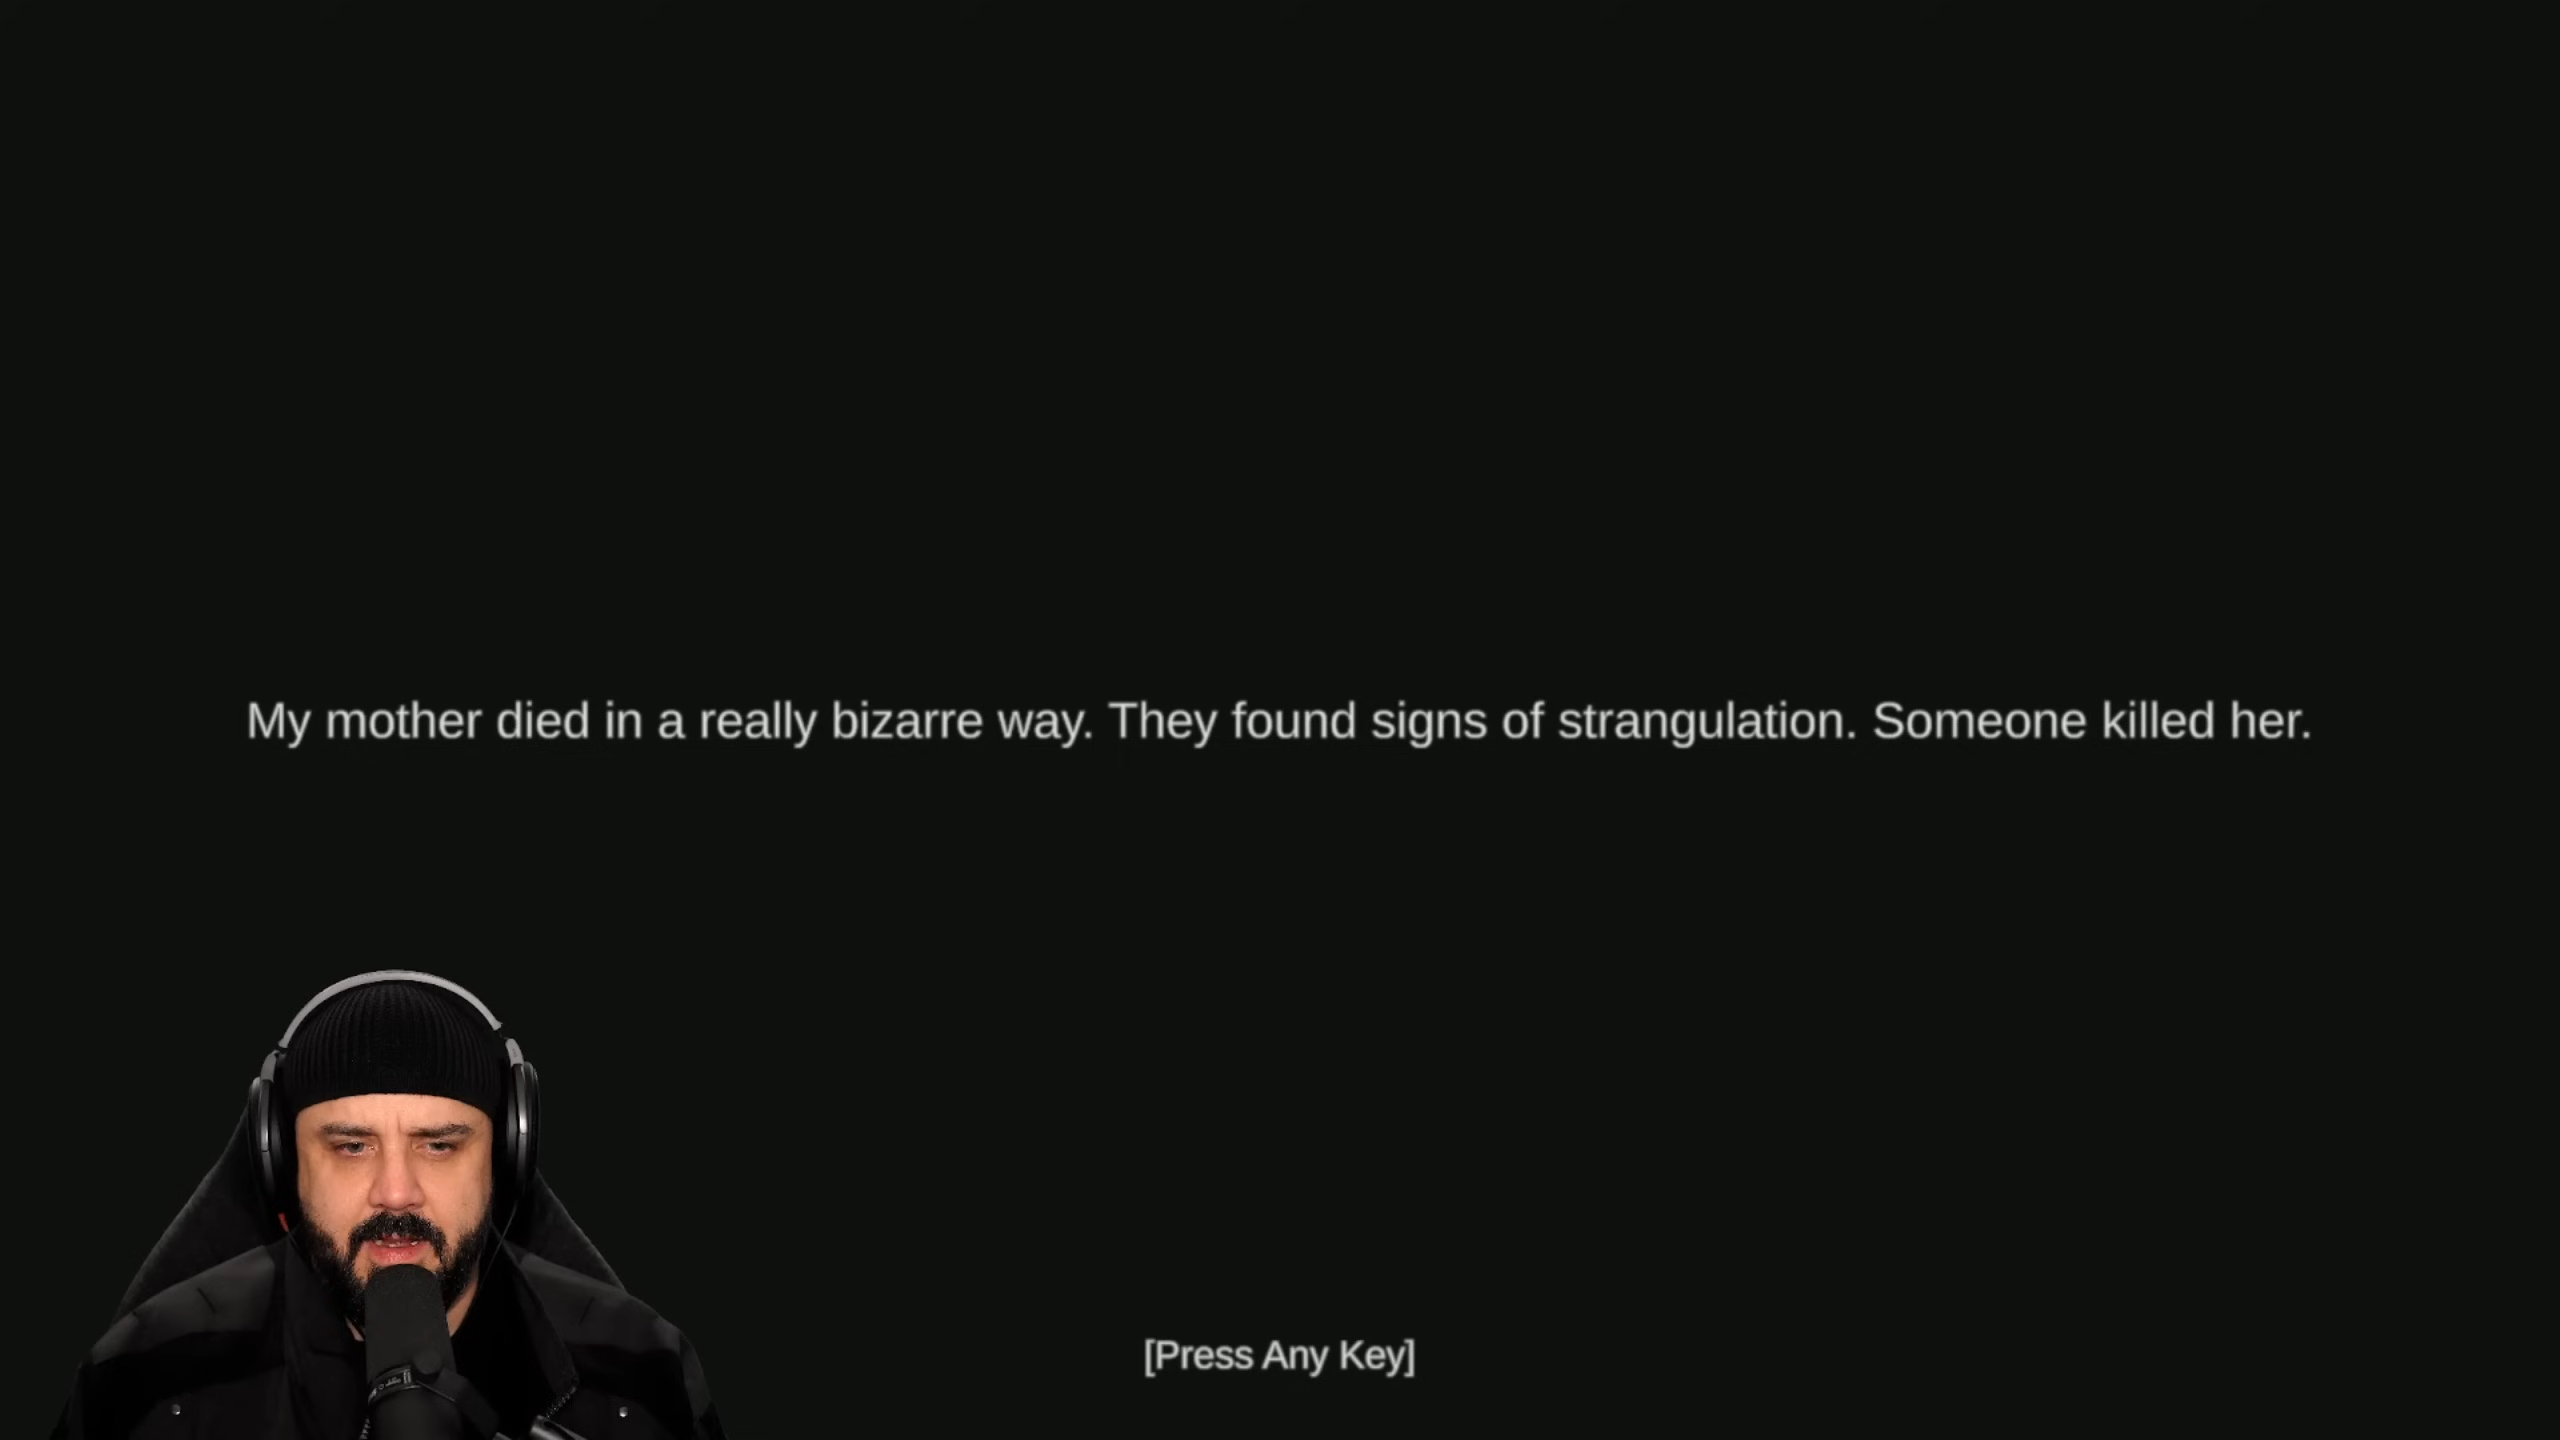 My mother died in a really bizarre way. They found signs of strangulation. Someone killed her.
[Press Any Key]